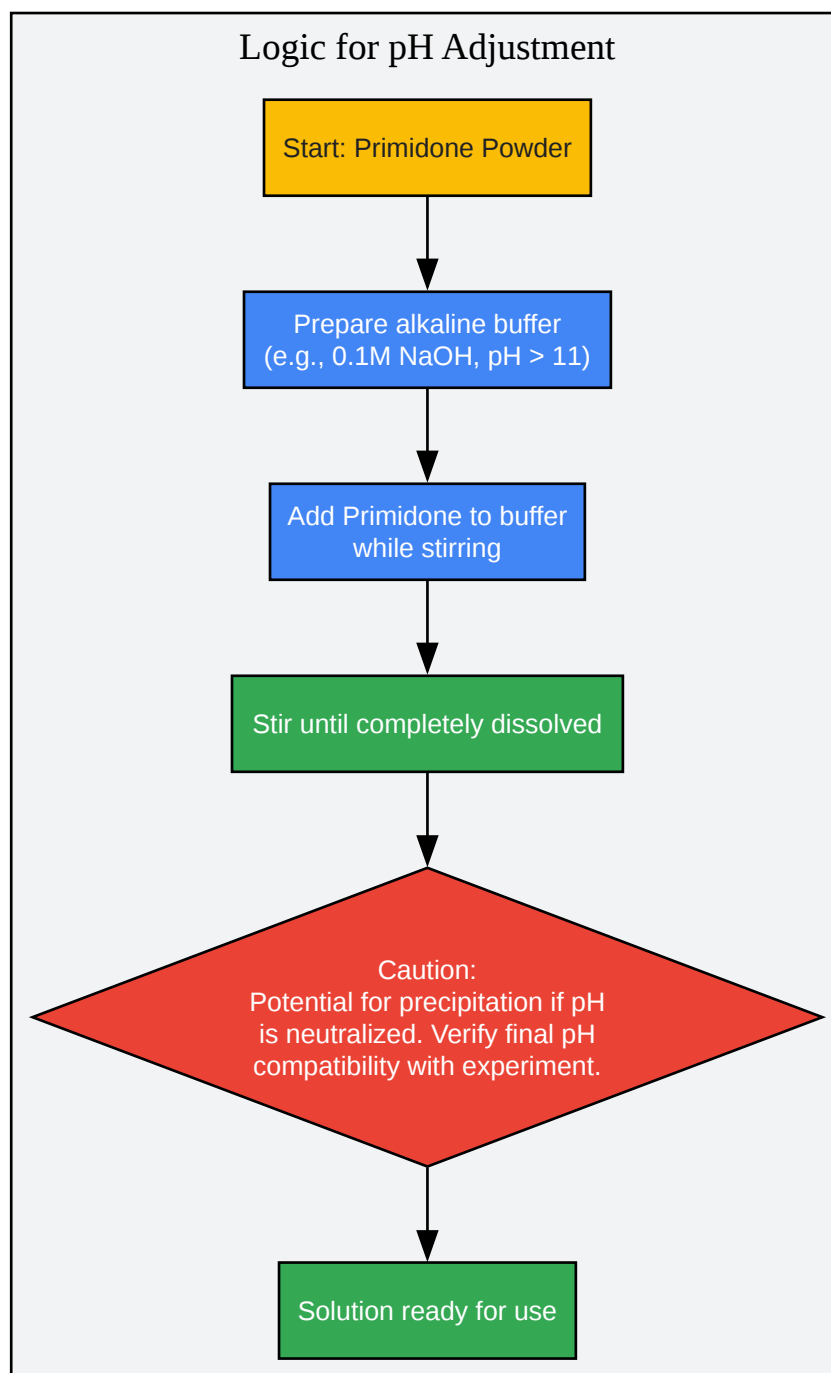 Logic for pH Adjustment
Start: Primidone Powder
Prepare alkaline buffer
(e.g., 0.1M NaOH, pH > 11)
Add Primidone to buffer
while stirring
Stir until completely dissolved
Caution:
Potential for precipitation if pH
is neutralized. Verify final pH
compatibility with experiment.
Solution ready for use